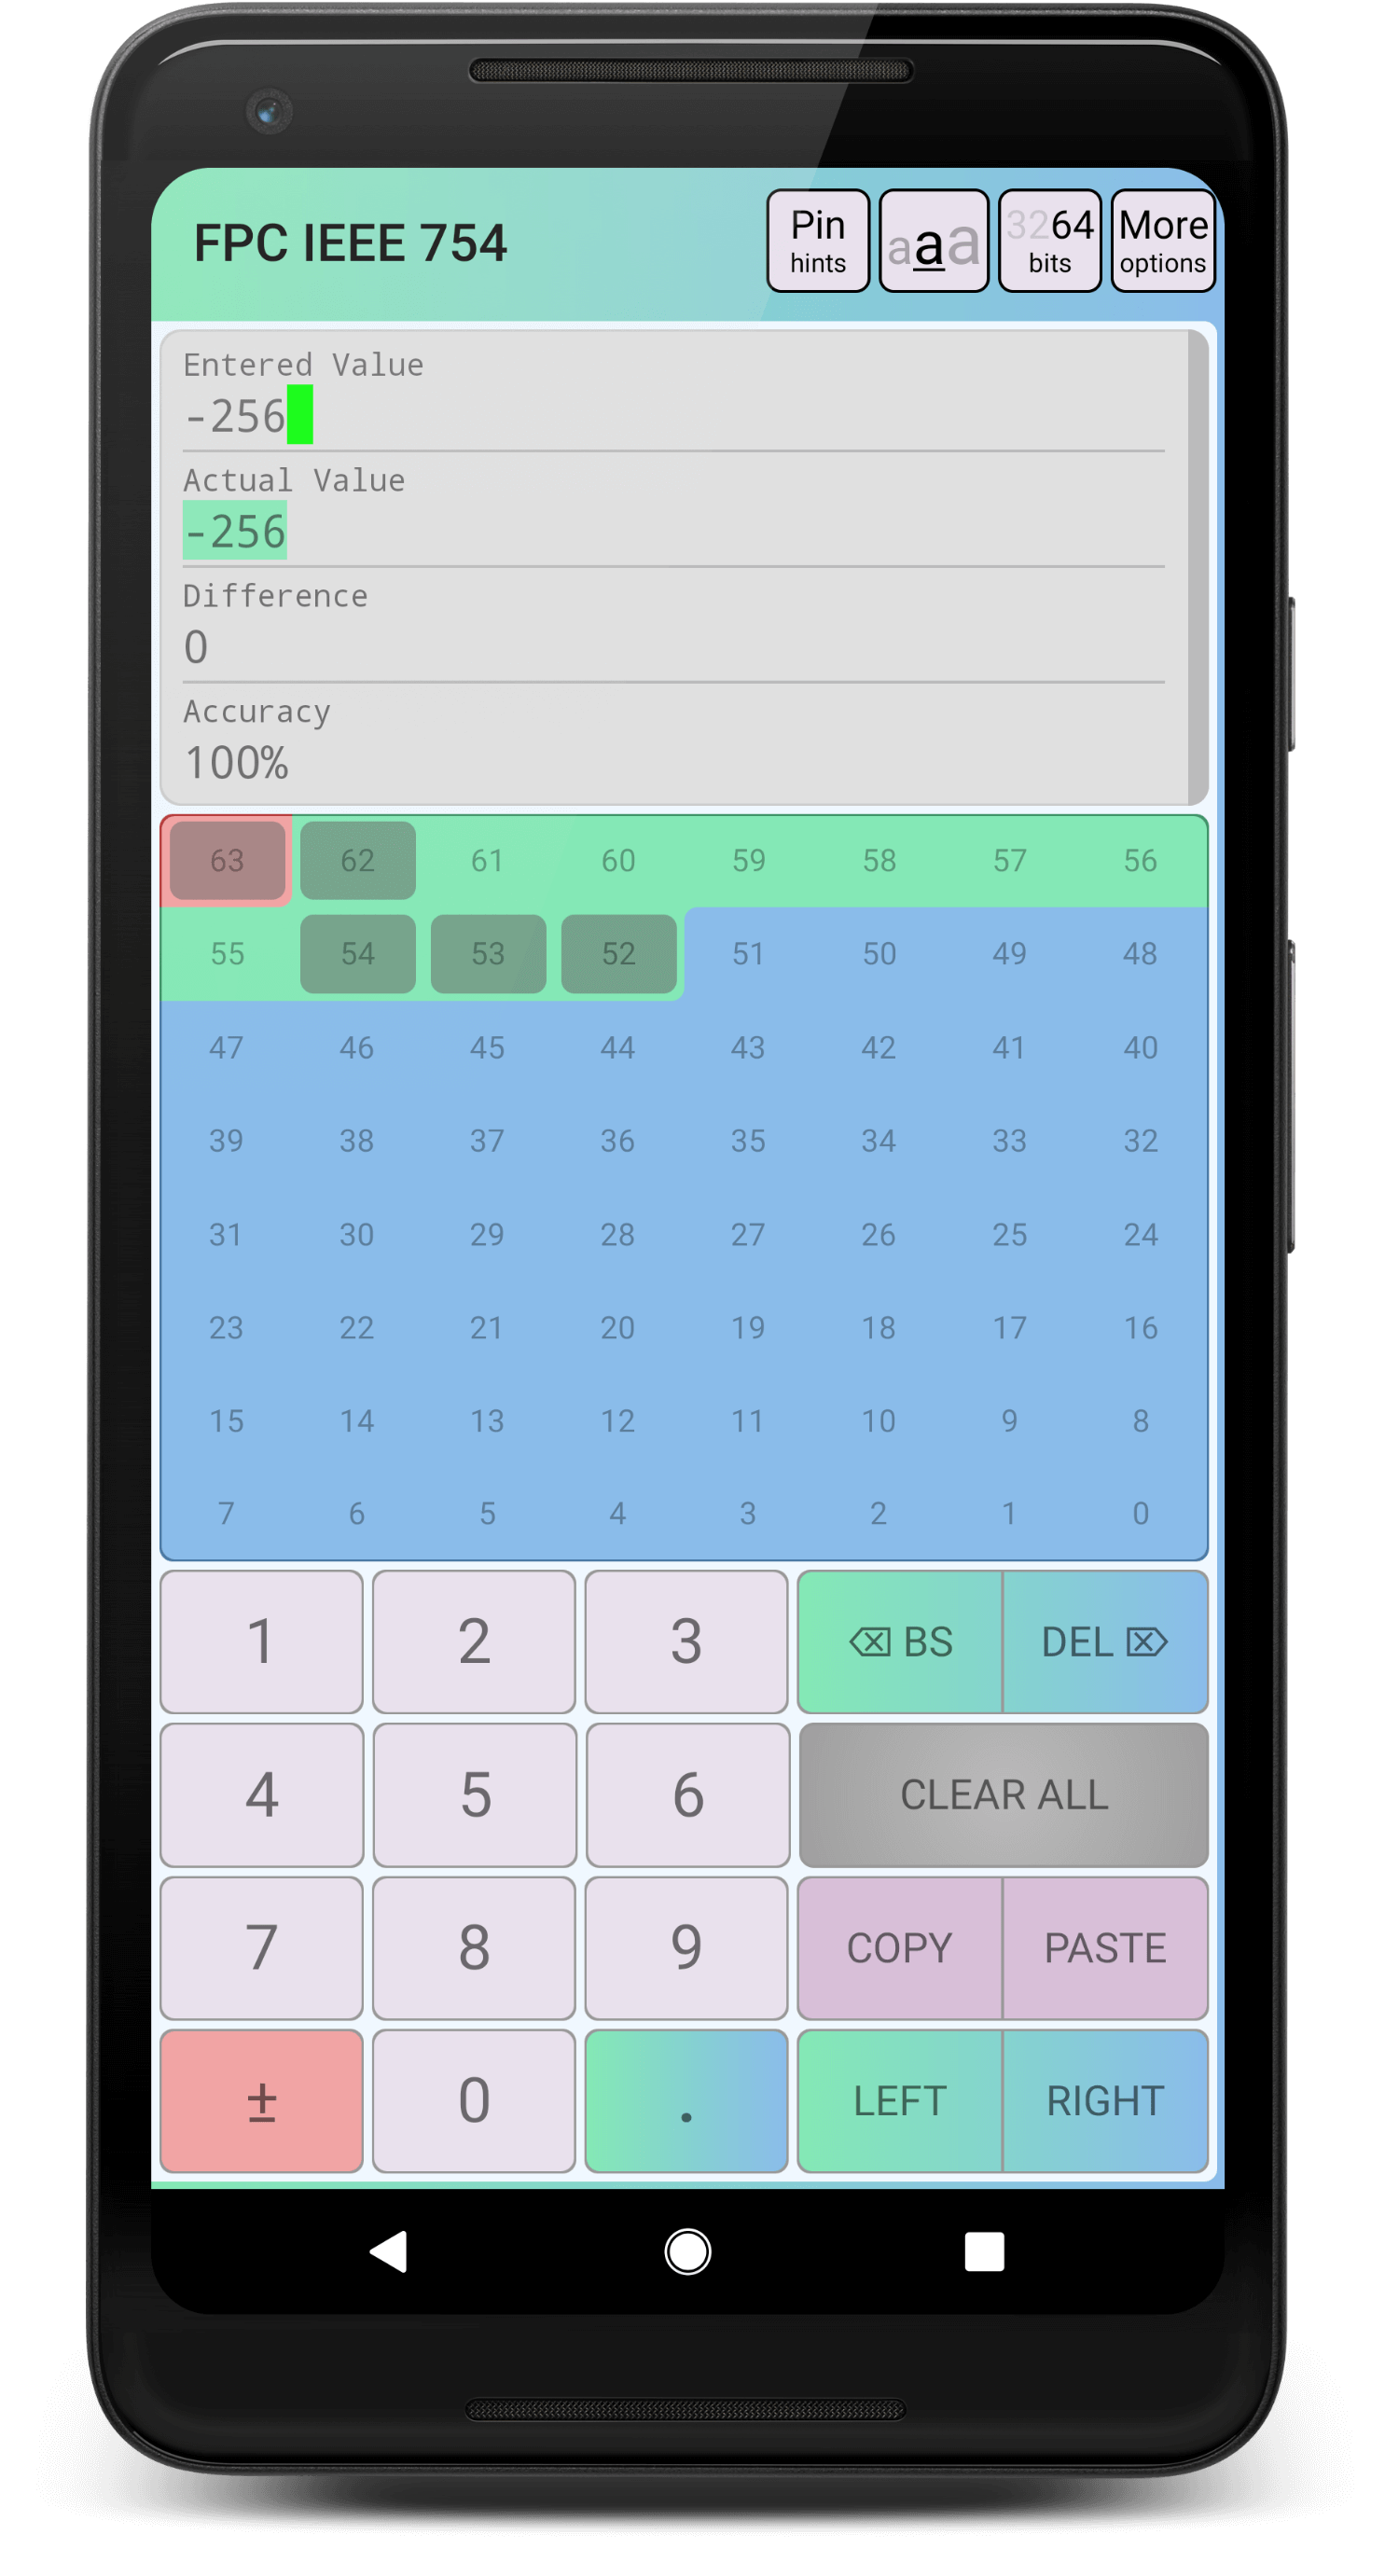 FPC IEEE 754
Pin
hints
aaa
3264
bits
More
options
Entered Value
-256
Actual Value
-256
Difference
0
Accuracy
100%
63 62 61 60 59 58 57 56
55 54 53 52 51 50 49 48
47 46 45 44 43 42 41 40
39 38 37 36 35 34 33 32
31 30 29 28 27 26 25 24
23 22 21 20 19 18 17 16
15 14 13 12 11 10 9 8
7 6 5 4 3 2 1 0
1 2 3 BS DEL
4 5 6 CLEAR ALL
7 8 9 COPY PASTE
± 0 . LEFT RIGHT